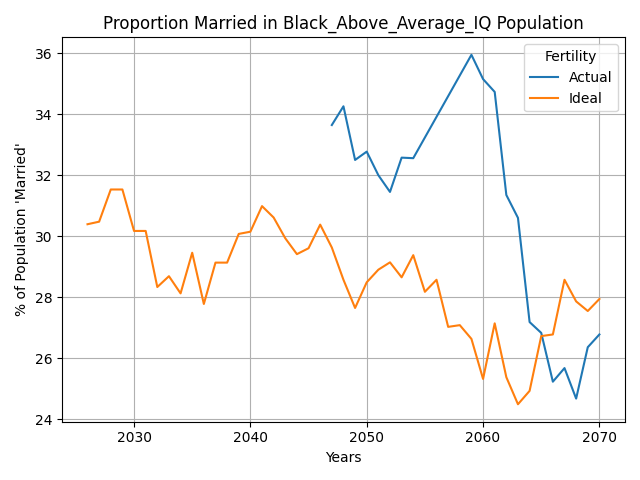 Proportion Married in Black_Above_Average_IQ Population
Fertility
Actual
Ideal
% of Population 'Married'
36
34
32
30
28
26
24
2030
2040
2050
2060
2070
Years